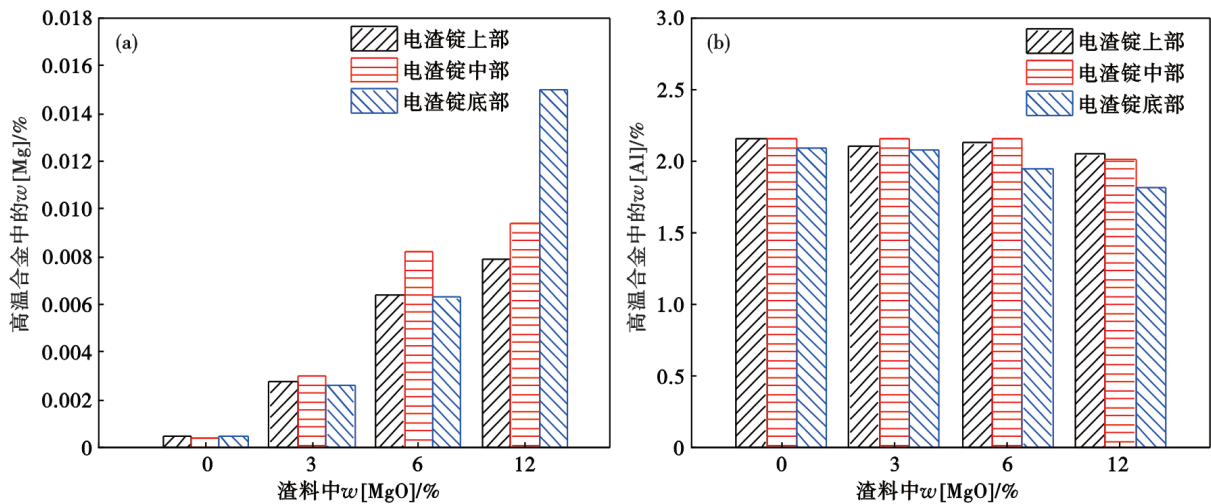 (a)
电渣锭上部
电渣锭中部
电渣锭底部
高温合金中的w[Mg]/%
0.018
0.016
0.014
0.012
0.010
0.008
0.006
0.004
0.002
0
0 3 6 12
渣料中w[MgO]/%
(b)
电渣锭上部
电渣锭中部
电渣锭底部
高温合金中的w[Al]/%
3.0
2.5
2.0
1.5
1.0
0.5
0
0 3 6 12
渣料中w[MgO]/%